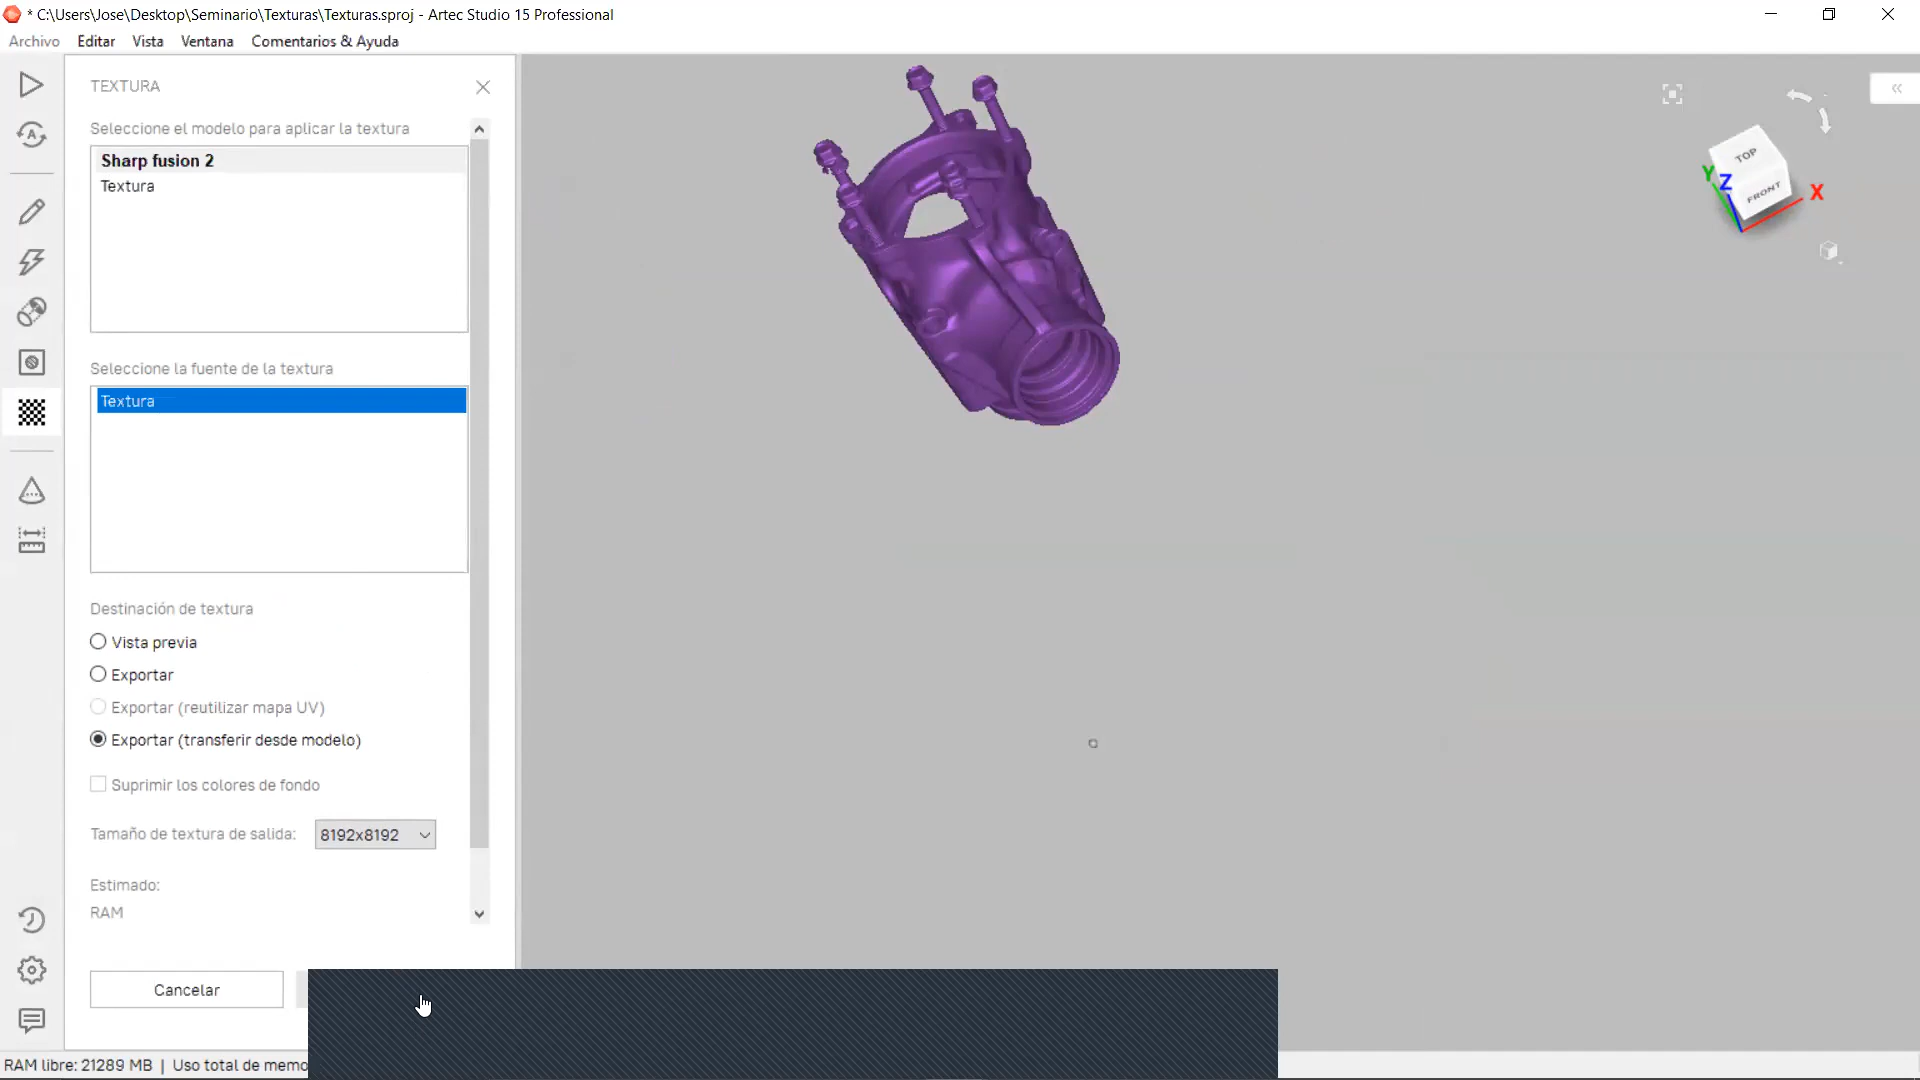 * C:\Users\Jose\Desktop\Seminario\Texturas\Texturas.sproj - Artec Studio 15 Professional
Archivo Editar Vista Ventana Comentarios & Ayuda
TEXTURA
Seleccione el modelo para aplicar la textura
Sharp fusion 2
Textura
Seleccione la fuente de la textura
Textura
Destinación de textura
Vista previa
Exportar
Exportar (reutilizar mapa UV)
Exportar (transferir desde modelo)
Suprimir los colores de fondo
Tamaño de textura de salida: 8192x8192
Estimado:
RAM
Cancelar
RAM libre: 21289 MB | Uso total de memo
TOP
FRONT
Y
Z
X